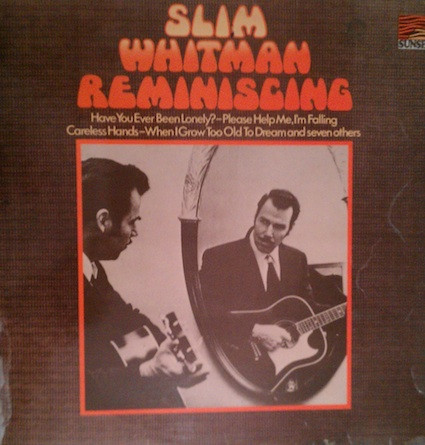 SLIM
WHITMAN
REMINISCING
Have You Ever Been Lonely?-Please Help Me, I'm Falling
Careless Hands-When I Grow Too Old To Dream and seven others